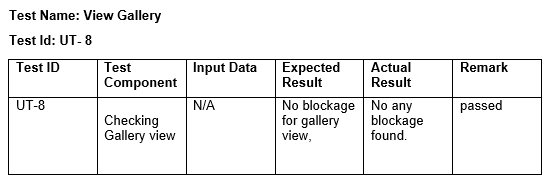 Test Name: View Gallery
Test Id: UT- 8
Test ID
Test
Component
Input Data
Expected
Result
Actual
Result
Remark
UT-8
Checking
Gallery view
N/A
No blockage
for gallery
view,
No any
blockage
found.
passed